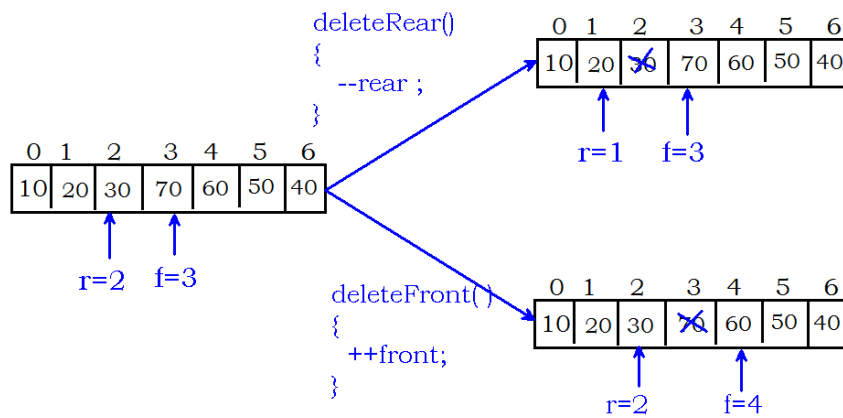 deleteRear()
{
--rear ;
}
0 1 2 3 4 5 6
10 20 30 70 60 50 40
r=1 f=3
0 1 2 3 4 5 6
10 20 30 70 60 50 40
r=2 f=3
deleteFront( )
{
++front;
}
0 1 2 3 4 5 6
10 20 30 70 60 50 40
r=2 f=4